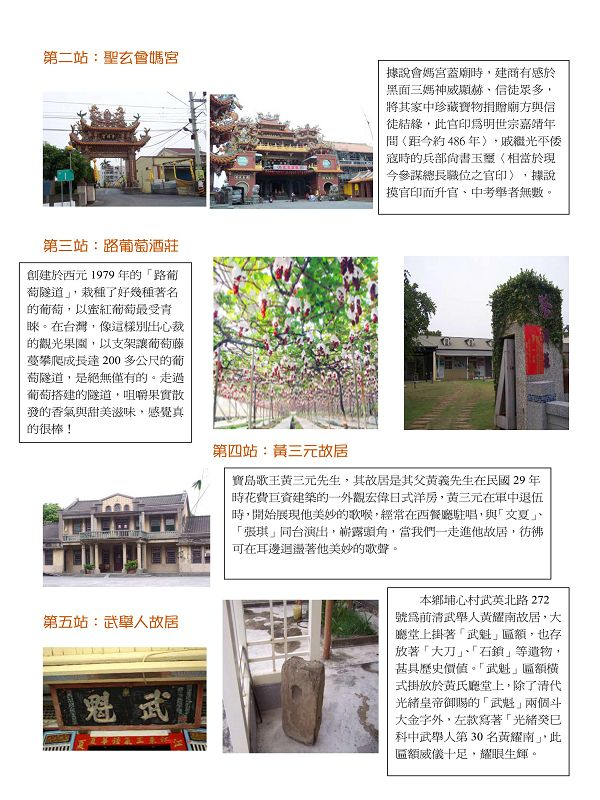 第二站：聖玄會媽宮
據說會媽宮蓋廟時，建商有感於
黑面三媽神威顯赫、信徒眾多，
將其家中珍藏寶物捐贈廟方與信
徒結緣，此官印為明世宗嘉靖年
間〈距今約 486 年〉，戚繼光平倭
寇時的兵部尚書玉璽〈相當於現
今參謀總長職位之官印〉，據說
摸官印而升官、中考舉者無數。
第三站：路葡萄酒莊
創建於西元 1979 年的「路葡
萄隧道」，栽種了好幾種著名
的葡萄，以蜜紅葡萄最受青
睞。在台灣，像這樣別出心裁
的觀光果園，以支架讓葡萄藤
蔓攀爬成長達 200 多公尺的葡
萄隧道，是絕無僅有的。走過
葡萄搭建的隧道，咀嚼果實散
發的香氣與甜美滋味，感覺真
的很棒！
第四站：黃三元故居
寶島歌王黃三元先生，其故居是其父黃義先生在民國 29 年
時花費巨資建築的一外觀宏偉日式洋房，黃三元在軍中退伍
時，開始展現他美妙的歌喉，經常在西餐廳駐唱，與「文夏」、
「張琪」同台演出，嶄露頭角，當我們一走進他故居，彷彿
可在耳邊迴盪著他美妙的歌聲。
第五站：武舉人故居
魁武
本鄉埔心村武英北路 272
號為前清武舉人黃耀南故居，大
廳堂上掛著「武魁」匾額，也存
放著「大刀」、「石鎖」等遺物，
甚具歷史價值。「武魁」匾額橫
式掛放於黃氏廳堂上，除了清代
光緒皇帝御賜的「武魁」兩個斗
大金字外，左款寫著「光緒癸巳
科中武舉人第 30 名黃耀南」，此
匾額威儀十足，耀眼生輝。